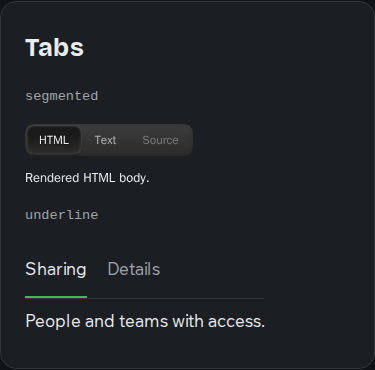 Tabs
segmented
HTML Text Source
Rendered HTML body.
underline
Sharing Details
People and teams with access.